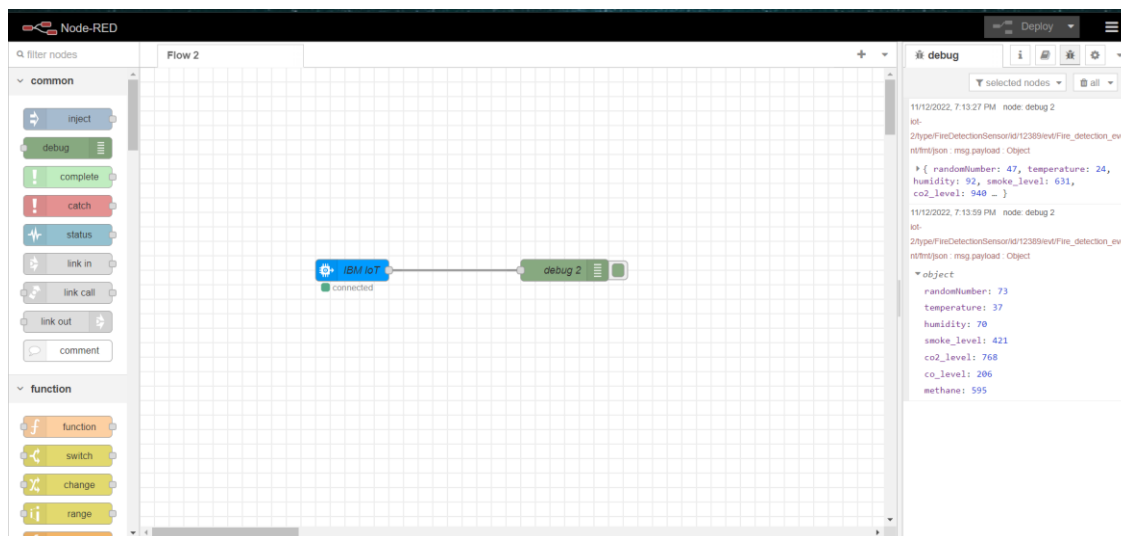 Node-RED
Deploy
filter nodes
Flow 2
debug
i
common
selected nodes
all
inject
debug
complete
catch
status
link in
link call
link out
comment
function
function
switch
change
range
IBM IoT
connected
debug 2
11/12/2022, 7:13:27 PM node: debug 2
iot-
2/type/FireDetectionSensor/id/12389/evt/Fire_detection_eve
nt/fmt/json : msg.payload : Object
{ randomNumber: 47, temperature: 24,
humidity: 92, smoke_level: 631,
co2_level: 940 … }
11/12/2022, 7:13:59 PM node: debug 2
iot-
2/type/FireDetectionSensor/id/12389/evt/Fire_detection_eve
nt/fmt/json : msg.payload : Object
object
randomNumber: 73
temperature: 37
humidity: 70
smoke_level: 421
co2_level: 768
co_level: 206
methane: 595